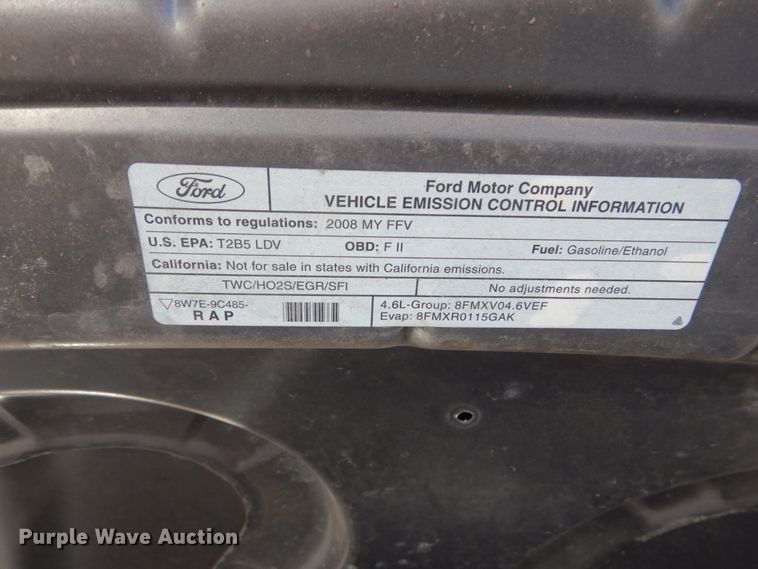 Ford
Ford Motor Company
VEHICLE EMISSION CONTROL INFORMATION
Conforms to regulations: 2008 MY FFV
U.S. EPA: T2B5 LDV OBD: F II Fuel: Gasoline/Ethanol
California: Not for sale in states with California emissions.
TWC/HO2S/EGR/SFI No adjustments needed.
8W7E-9C485- 4.6L-Group: 8FMXV04.6VEF
RAP Evap: 8FMXR0115GAK
Purple Wave Auction